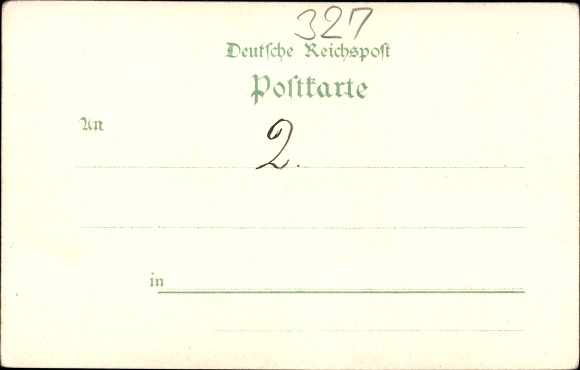 327
Deutſche Reichspoſt
Poſtkarte
An
2.
in